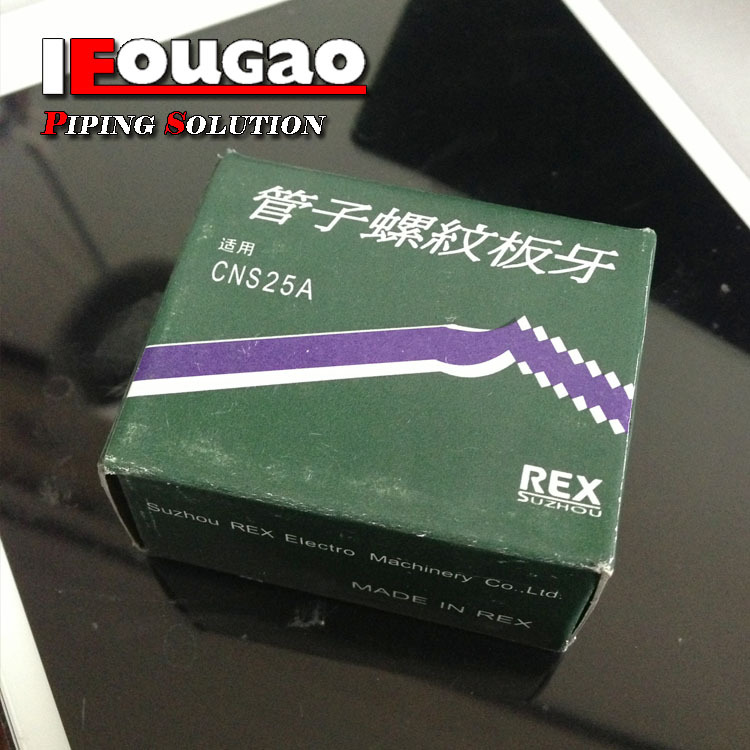 IFOUGAO
PIPING SOLUTION
管子螺紋板牙
适用
CNS25A
REX
SUZHOU
Suzhou REX Electro Machinery Co.,Ltd.
MADE IN REX